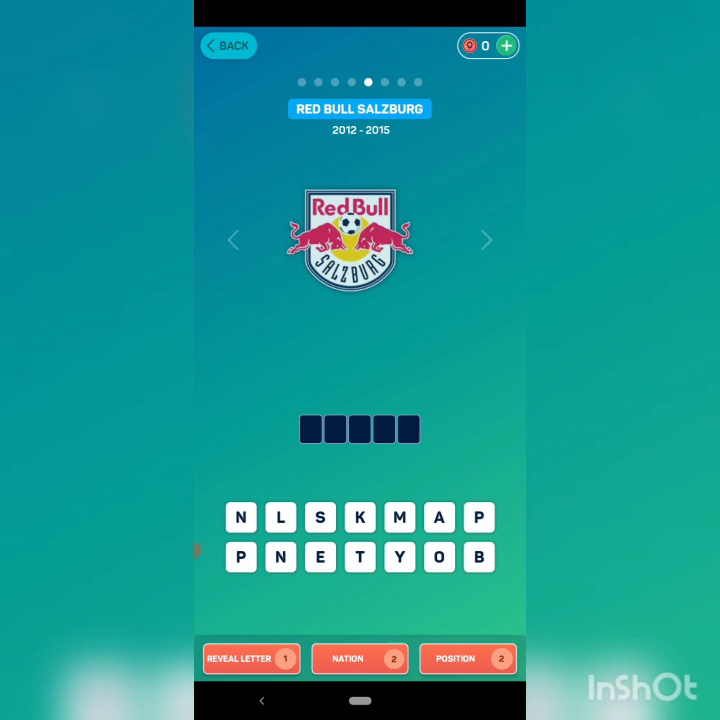 BACK
0 +
RED BULL SALZBURG
2012 - 2015
Red Bull
SALZBURG
N L S K M A P
P N E T Y O B
REVEAL LETTER 1 NATION 2 POSITION 2
InShOt